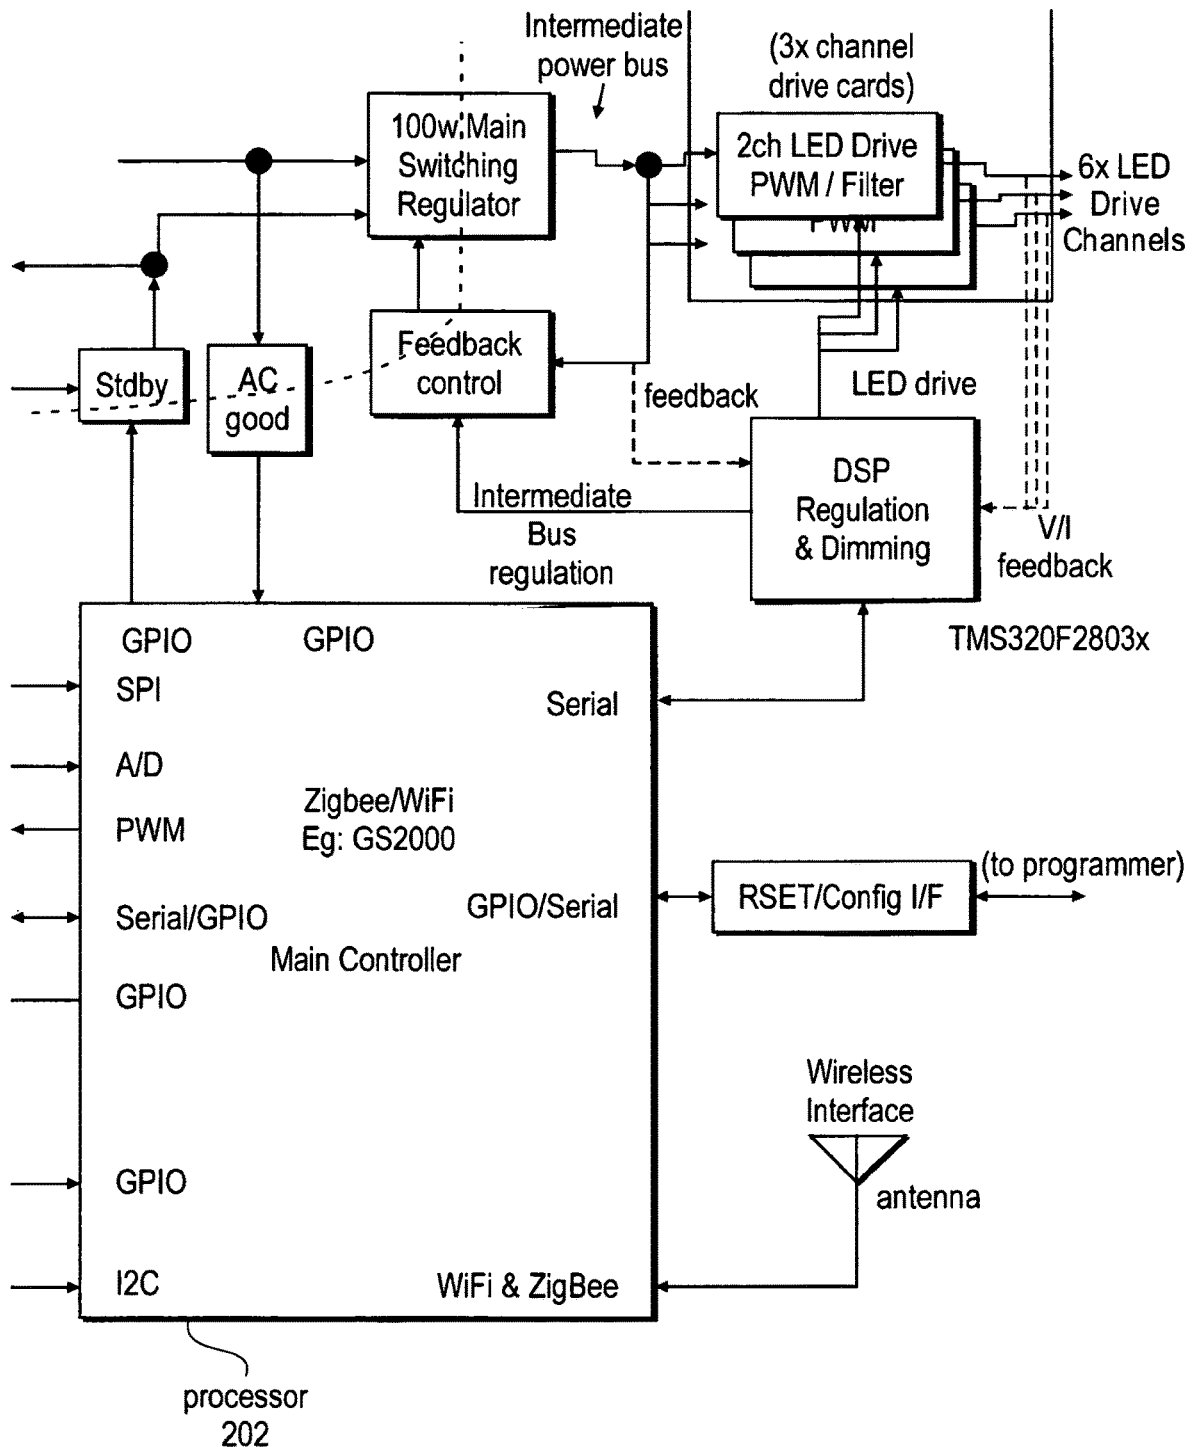 Intermediate
power bus
(3x channel
drive cards)
100w Main
Switching
Regulator
2ch LED Drive
PWM / Filter
PWM
6x LED
Drive
Channels
Stdby
AC
good
Feedback
control
feedback
LED drive
DSP
Regulation
& Dimming
Intermediate
Bus
regulation
V/I
feedback
TMS320F2803x
GPIO
GPIO
SPI
Serial
A/D
Zigbee/WiFi
Eg: GS2000
PWM
(to programmer)
RSET/Config I/F
GPIO/Serial
Serial/GPIO
Main Controller
GPIO
Wireless
Interface
antenna
GPIO
I2C
WiFi & ZigBee
processor
202